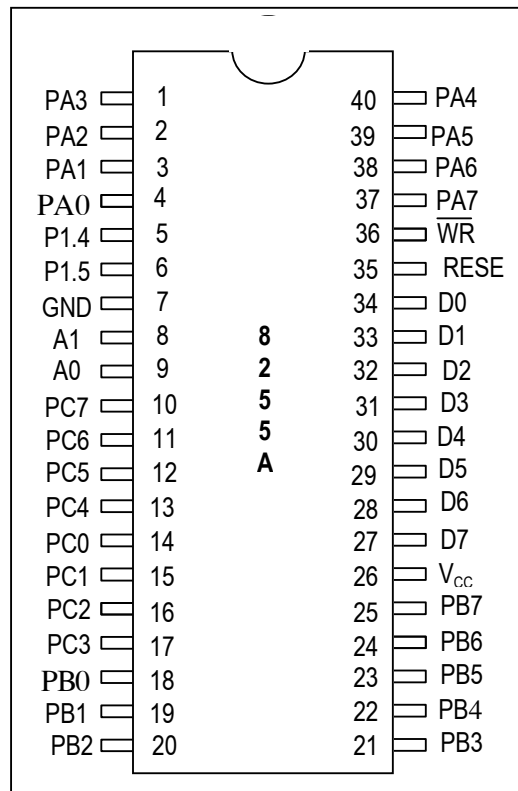 PA3 1 40 PA4
PA2 2 39 PA5
PA1 3 38 PA6
PA0 4 37 PA7
P1.4 5 36 W̅R̅
P1.5 6 35 RESE
GND 7 34 D0
A1 8 8 33 D1
A0 9 2 32 D2
PC7 10 5 31 D3
PC6 11 5 30 D4
PC5 12 A 29 D5
PC4 13 28 D6
PC0 14 27 D7
PC1 15 26 VCC
PC2 16 25 PB7
PC3 17 24 PB6
PB0 18 23 PB5
PB1 19 22 PB4
PB2 20 21 PB3